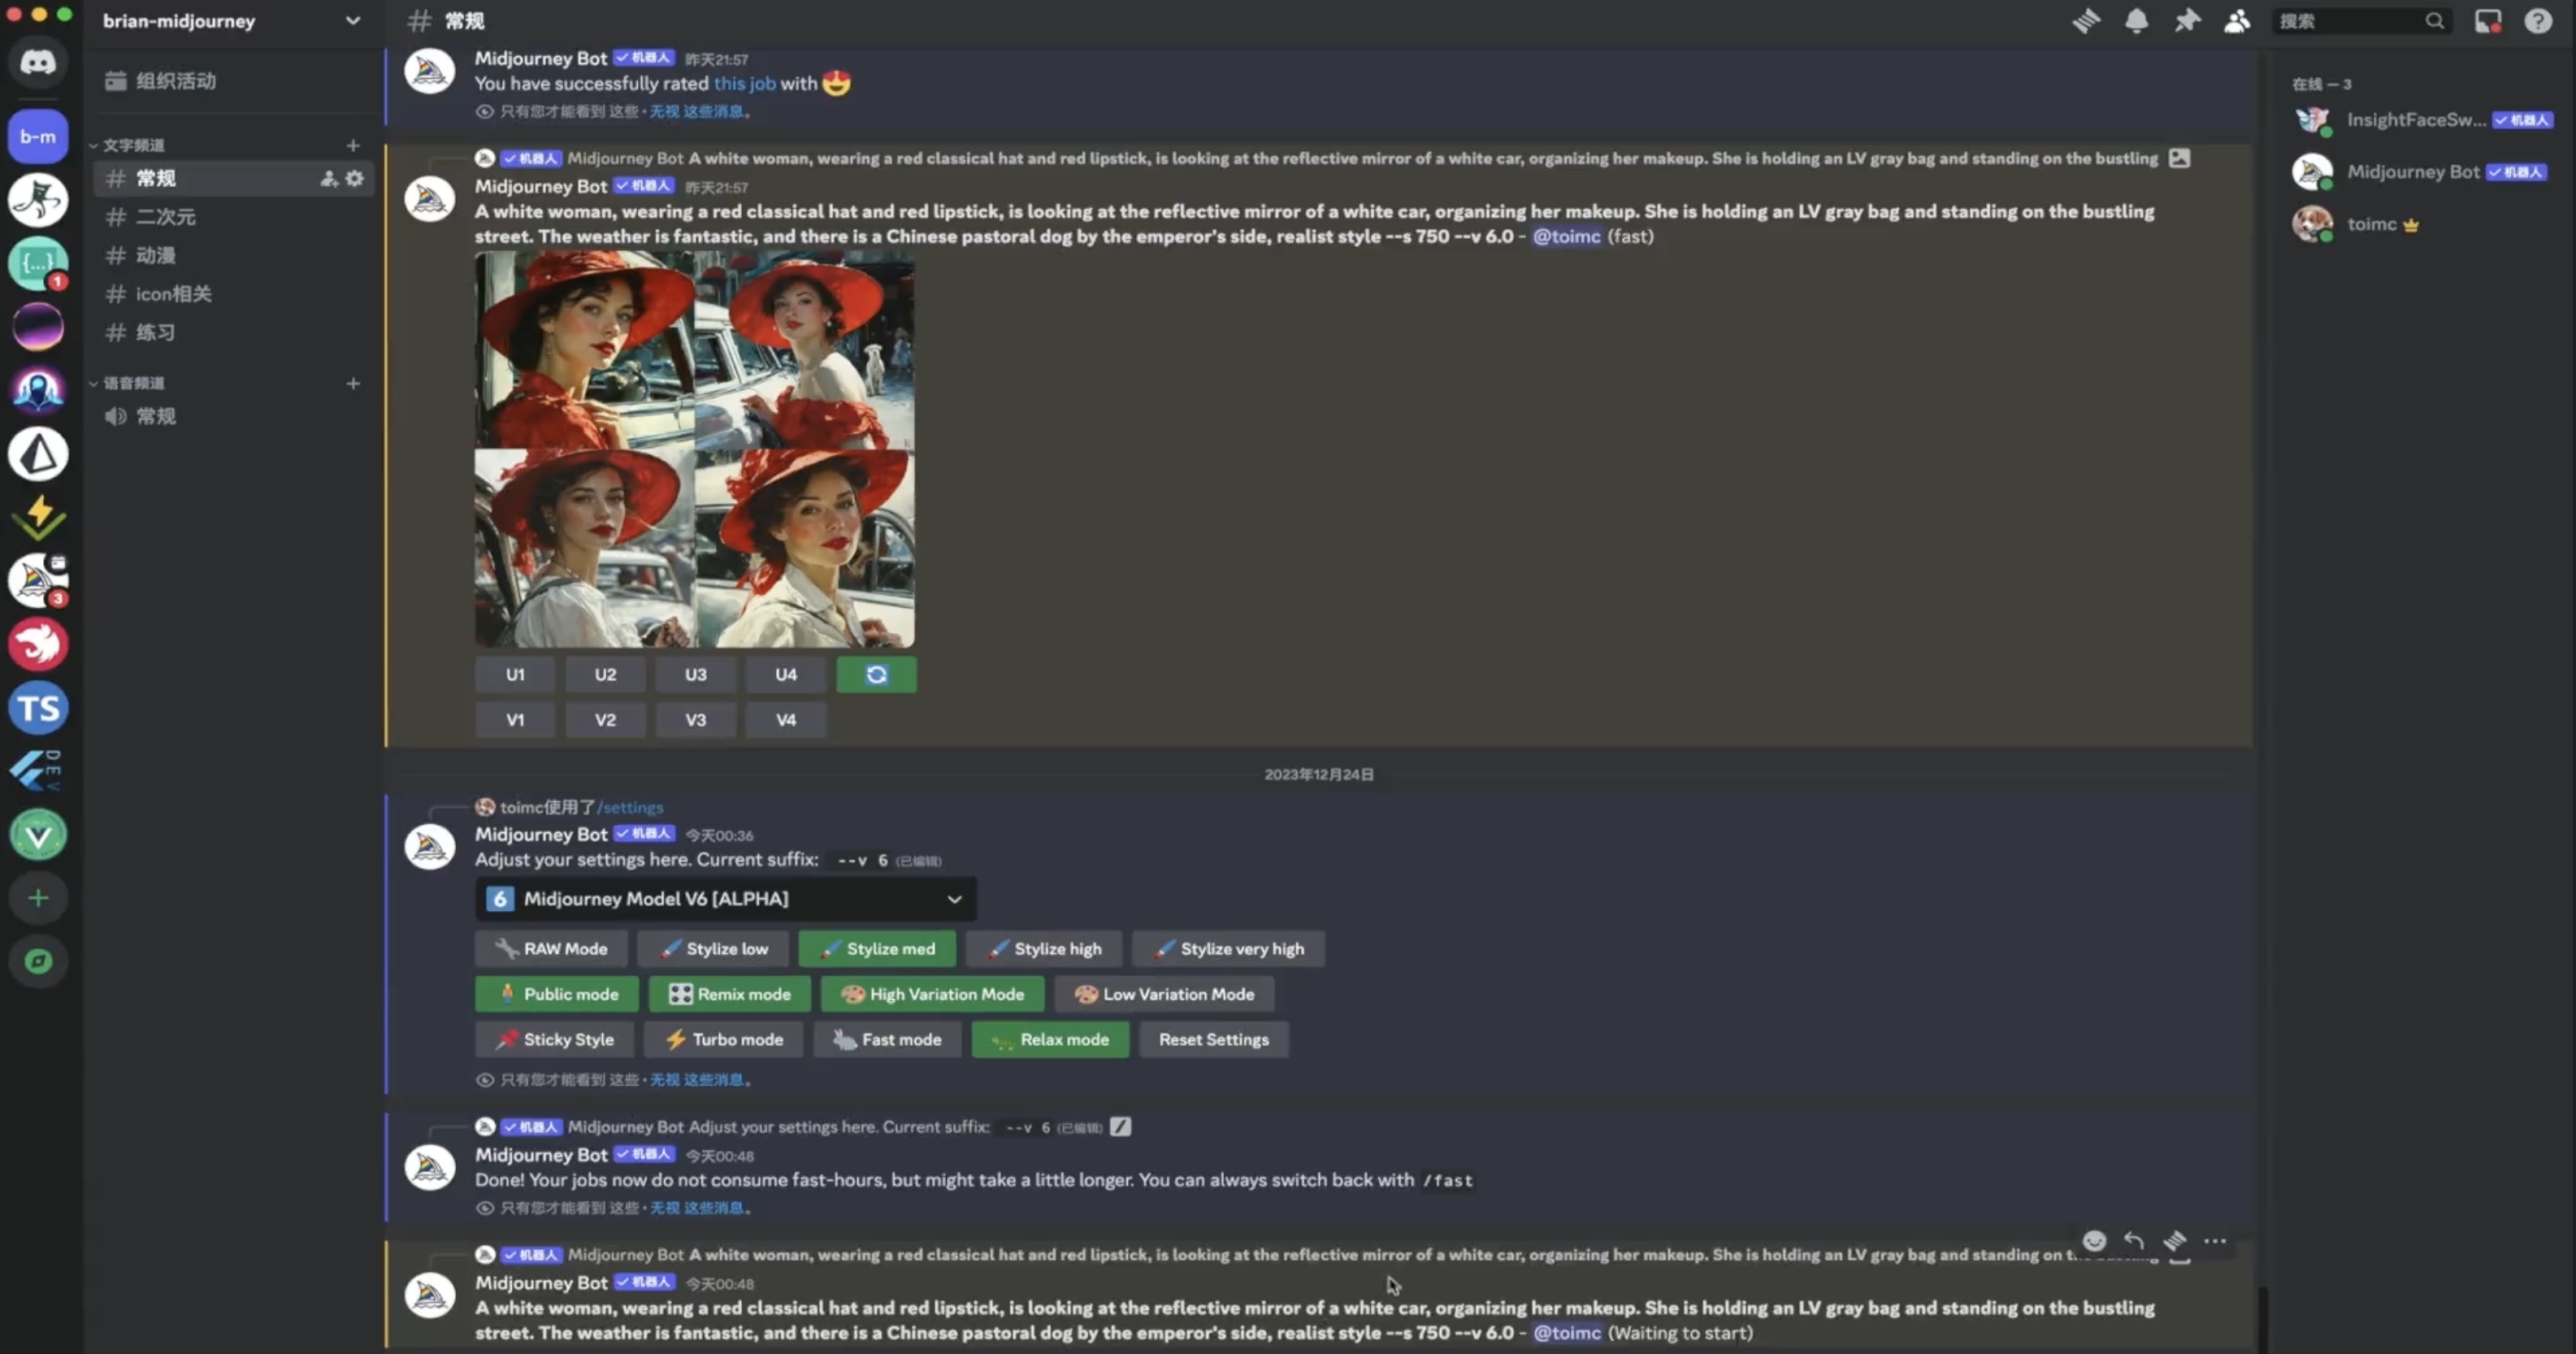 brian-midjourney
组织活动
b-m
文字频道
常规
二次元
动漫
icon相关
练习
语音频道
常规
{...}
1
3
TS
DEV
# 常规
搜索
Midjourney Bot 机器人 昨天21:57
You have successfully rated this job with
只有您才能看到 这些 • 无视 这些消息。
机器人 Midjourney Bot A white woman, wearing a red classical hat and red lipstick, is looking at the reflective mirror of a white car, organizing her makeup. She is holding an LV gray bag and standing on the bustling
Midjourney Bot 机器人 昨天21:57
A white woman, wearing a red classical hat and red lipstick, is looking at the reflective mirror of a white car, organizing her makeup. She is holding an LV gray bag and standing on the bustling
street. The weather is fantastic, and there is a Chinese pastoral dog by the emperor's side, realist style --s 750 --v 6.0 - @toimc (fast)
U1 U2 U3 U4
V1 V2 V3 V4
2023年12月24日
toimc使用了/settings
Midjourney Bot 机器人 今天00:36
Adjust your settings here. Current suffix: --v 6 (已编辑)
6 Midjourney Model V6 [ALPHA]
RAW Mode Stylize low Stylize med Stylize high Stylize very high
Public mode Remix mode High Variation Mode Low Variation Mode
Sticky Style Turbo mode Fast mode Relax mode Reset Settings
只有您才能看到 这些 • 无视 这些消息。
机器人 Midjourney Bot Adjust your settings here. Current suffix: --v 6 (已编辑)
Midjourney Bot 机器人 今天00:48
Done! Your jobs now do not consume fast-hours, but might take a little longer. You can always switch back with /fast
只有您才能看到 这些 • 无视 这些消息。
机器人 Midjourney Bot A white woman, wearing a red classical hat and red lipstick, is looking at the reflective mirror of a white car, organizing her makeup. She is holding an LV gray bag and standing on
Midjourney Bot 机器人 今天00:48
A white woman, wearing a red classical hat and red lipstick, is looking at the reflective mirror of a white car, organizing her makeup. She is holding an LV gray bag and standing on the bustling
street. The weather is fantastic, and there is a Chinese pastoral dog by the emperor's side, realist style --s 750 --v 6.0 - @toimc (Waiting to start)
在线 — 3
InsightFaceSw... 机器人
Midjourney Bot 机器人
toimc